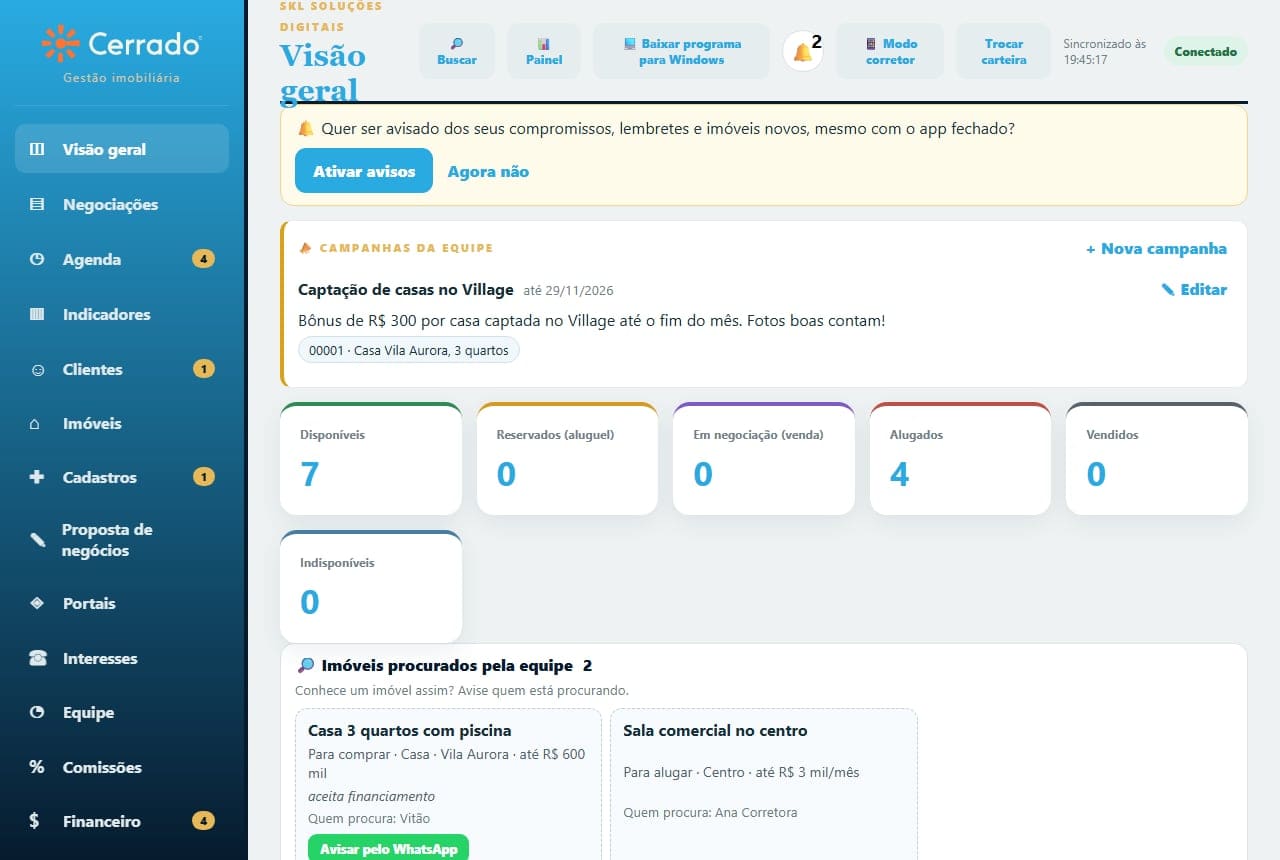 Cerrado
Gestão imobiliária
Visão geral
Negociações
Agenda 4
Indicadores
Clientes 1
Imóveis
Cadastros 1
Proposta de
negócios
Portais
Interesses
Equipe
% Comissões
$ Financeiro 4
SKL SOLUÇÕES
DIGITAIS
Visão
geral
Buscar
Painel
Baixar programa
para Windows
2
Modo
corretor
Trocar
carteira
Sincronizado às
19:45:17
Conectado
Quer ser avisado dos seus compromissos, lembretes e imóveis novos, mesmo com o app fechado?
Ativar avisos Agora não
CAMPANHAS DA EQUIPE + Nova campanha
Captação de casas no Village até 29/11/2026 Editar
Bônus de R$ 300 por casa captada no Village até o fim do mês. Fotos boas contam!
00001 · Casa Vila Aurora, 3 quartos
Disponíveis
7
Reservados (aluguel)
0
Em negociação (venda)
0
Alugados
4
Vendidos
0
Indisponíveis
0
Imóveis procurados pela equipe 2
Conhece um imóvel assim? Avise quem está procurando.
Casa 3 quartos com piscina
Para comprar · Casa · Vila Aurora · até R$ 600
mil
aceita financiamento
Quem procura: Vitão
Avisar pelo WhatsApp
Sala comercial no centro
Para alugar · Centro · até R$ 3 mil/mês
Quem procura: Ana Corretora